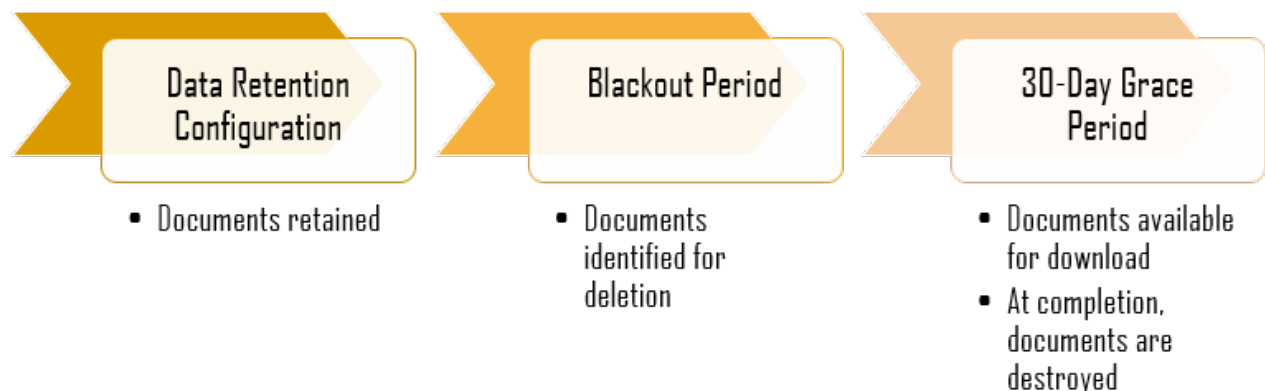 Data Retention
Configuration
• Documents retained
Blackout Period
• Documents
identified for
deletion
30-Day Grace
Period
• Documents available
for download
• At completion,
documents are
destroyed